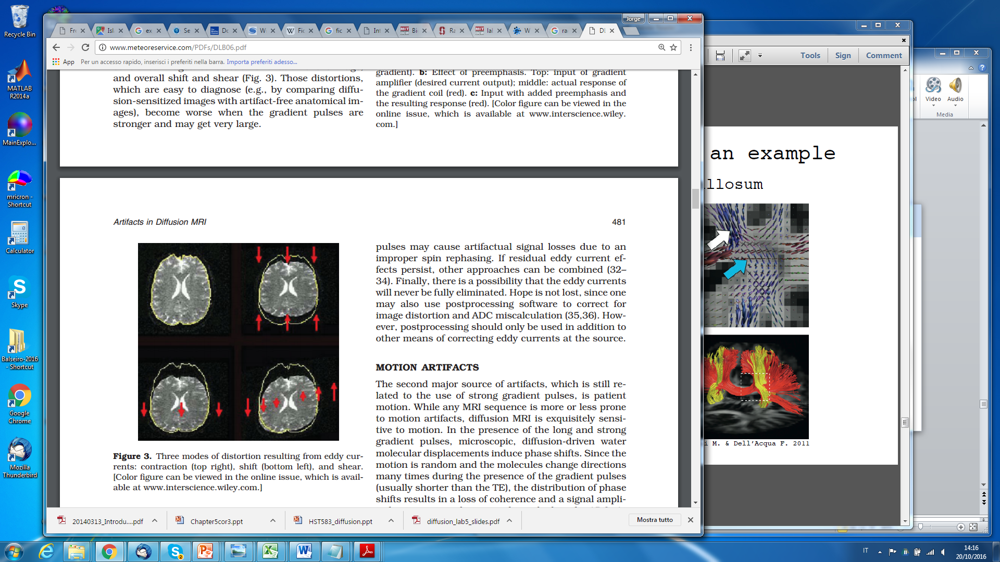 Recycle Bin
MATLAB
R2014a
MainExplo...
mricron -
Shortcut
Calculator
Skype
Balseiro-2016
- Shortcut
Google
Chrome
Mozilla
Thunderbird
Jorge
Fr
Isl
ex
Se
Do
W
Fic
fic
Int
Bi
Ra
lal
W
ra
DL
www.meteoreservice.com/PDFs/DLB06.pdf
App Per un accesso rapido, inserisci i preferiti nella barra. Importa preferiti adesso...
and overall shift and shear (Fig. 3). Those distortions,
which are easy to diagnose (e.g., by comparing diffu-
sion-sensitized images with artifact-free anatomical im-
ages), become worse when the gradient pulses are
stronger and may get very large.
gradient). b: Effect of preemphasis. Top: input of gradient
amplifier (desired current output); middle: actual response of
the gradient coil (red). c: Input with added preemphasis and
the resulting response (red). [Color figure can be viewed in the
online issue, which is available at www.interscience.wiley.
com.]
Artifacts in Diffusion MRI
481
Figure 3. Three modes of distortion resulting from eddy cur-
rents: contraction (top right), shift (bottom left), and shear.
[Color figure can be viewed in the online issue, which is avail-
able at www.interscience.wiley.com.]
pulses may cause artifactual signal losses due to an
improper spin rephasing. If residual eddy current ef-
fects persist, other approaches can be combined (32–
34). Finally, there is a possibility that the eddy currents
will never be fully eliminated. Hope is not lost, since one
may also use postprocessing software to correct for
image distortion and ADC miscalculation (35,36). How-
ever, postprocessing should only be used in addition to
other means of correcting eddy currents at the source.
MOTION ARTIFACTS
The second major source of artifacts, which is still re-
lated to the use of strong gradient pulses, is patient
motion. While any MRI sequence is more or less prone
to motion artifacts, diffusion MRI is exquisitely sensi-
tive to motion. In the presence of the long and strong
gradient pulses, microscopic, diffusion-driven water
molecular displacements induce phase shifts. Since the
motion is random and the molecules change directions
many times during the presence of the gradient pulses
(usually shorter than the TE), the distribution of phase
shifts results in a loss of coherence and a signal ampli-
20140313_Introdu....pdf
Chapter5cor3.ppt
HST583_diffusion.ppt
diffusion_lab5_slides.pdf
Mostra tutto
Tools
Sign
Comment
an example
llosum
i M. & Dell'Acqua F. 2011
Video
Audio
Media
IT
14:16
20/10/2016